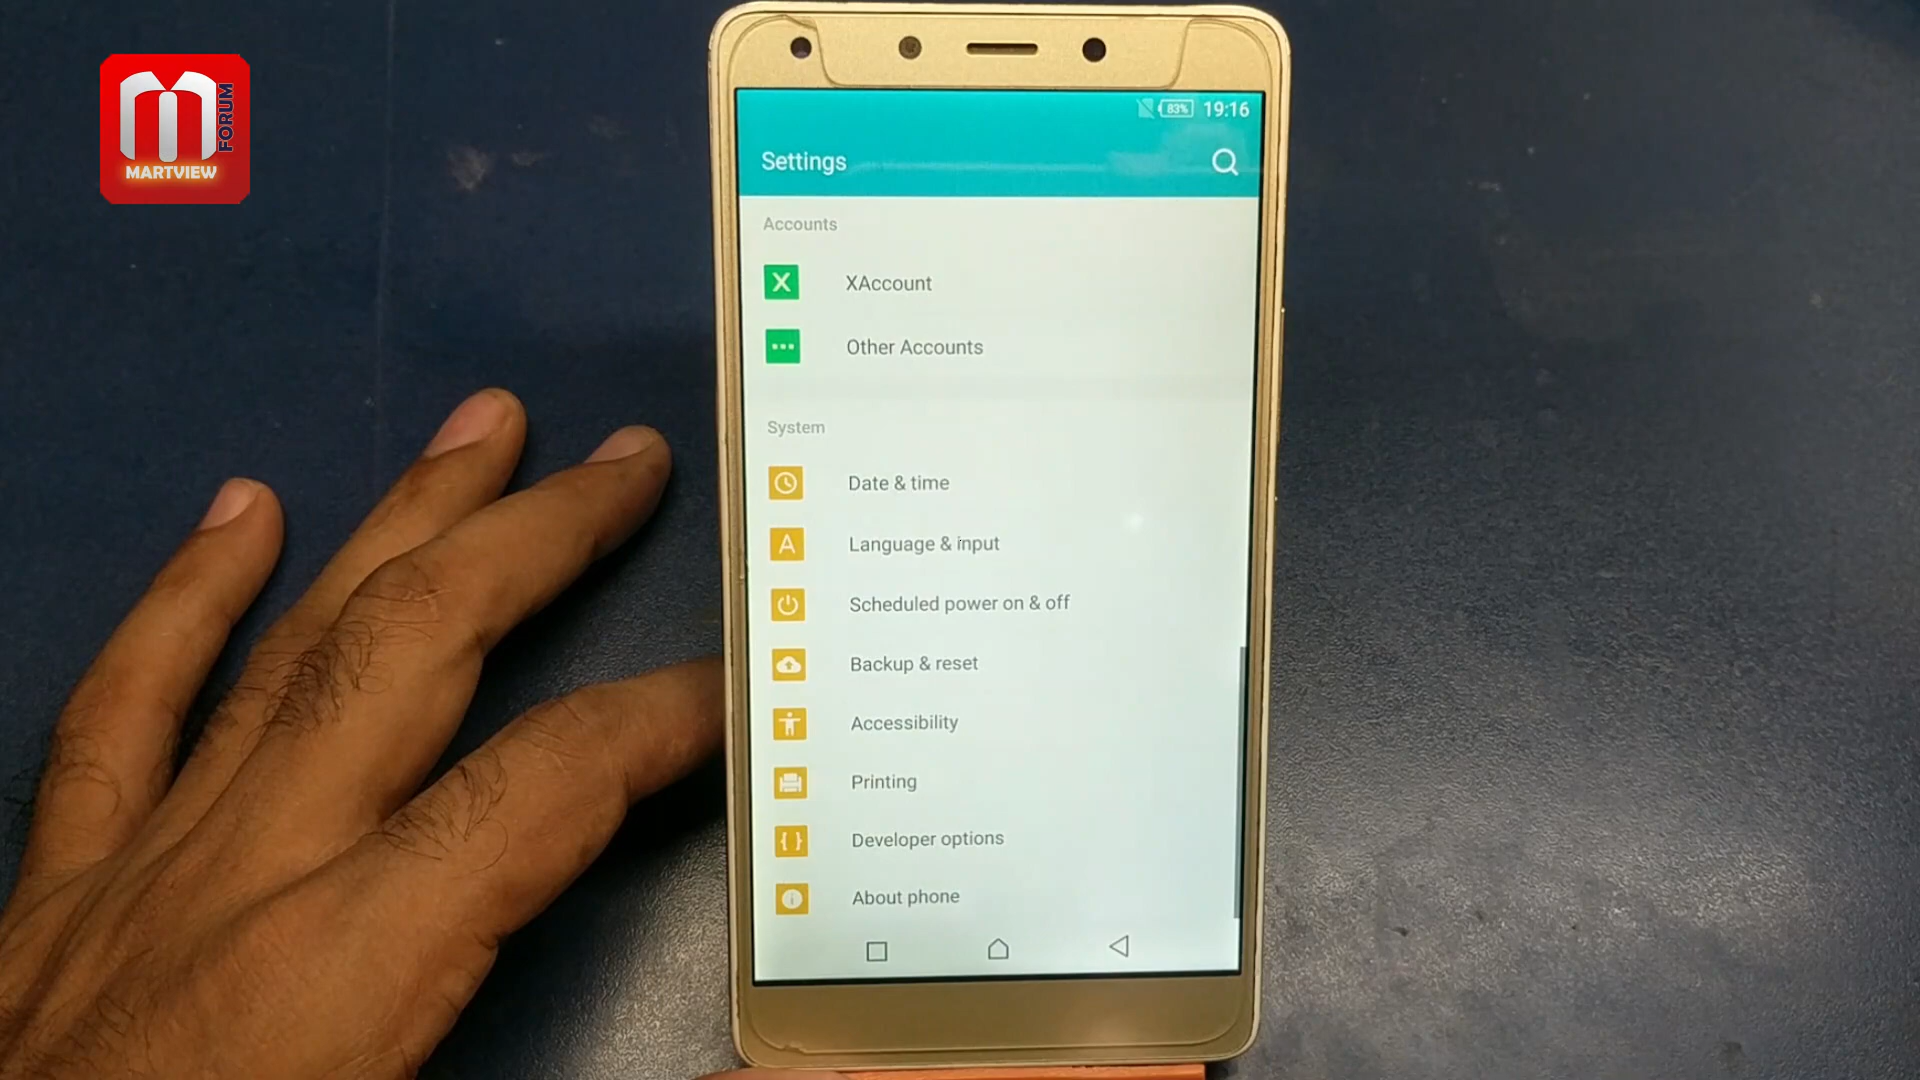 FORUM
MARTVIEW
83% 19:16
Settings
Accounts
X XAccount
Other Accounts
System
Date & time
A Language & input
Scheduled power on & off
Backup & reset
Accessibility
Printing
{ } Developer options
i About phone